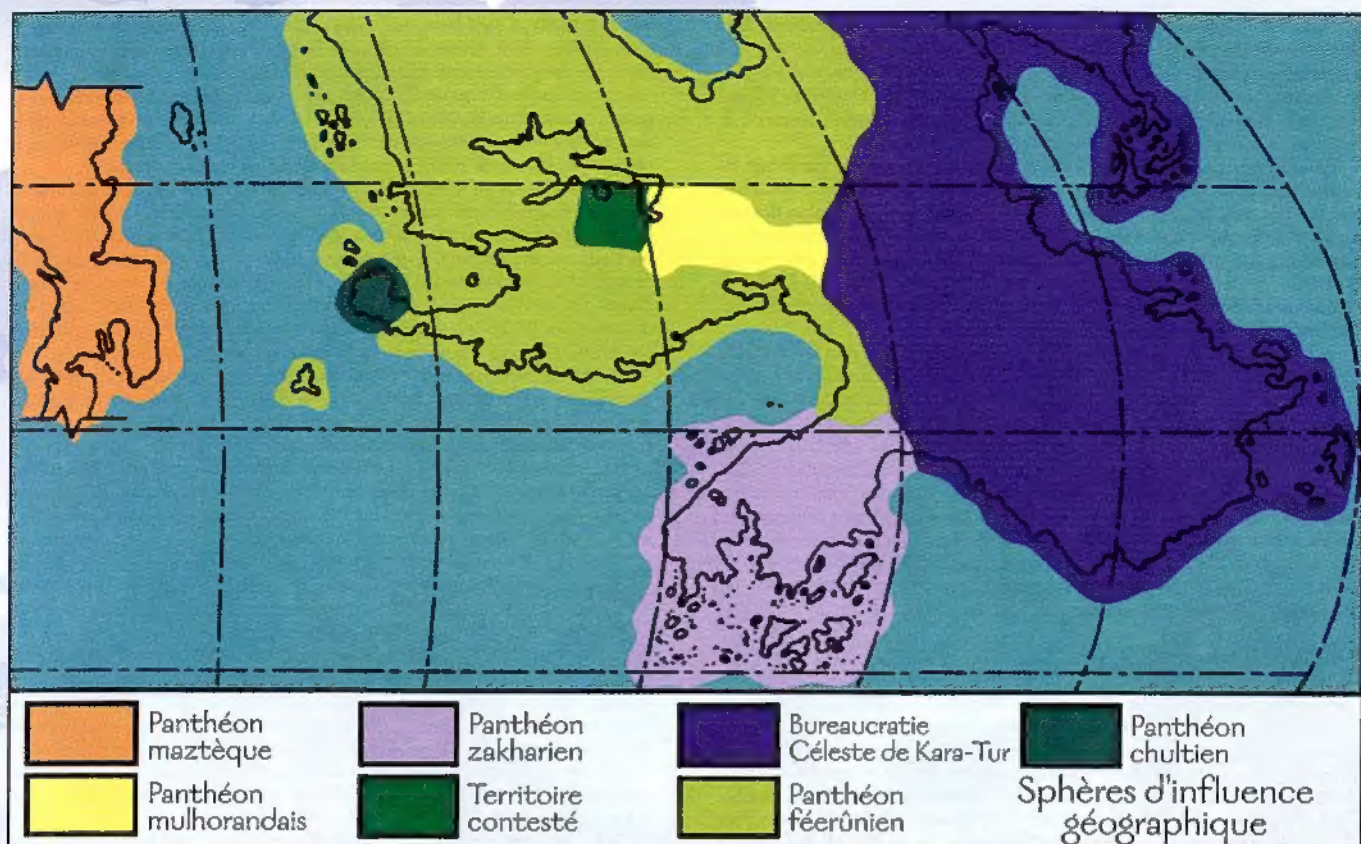 Panthéon
maztèque
Panthéon
zakharien
Bureaucratie
Céleste de Kara-Tur
Panthéon
chultien
Panthéon
mulhorandais
Territoire
contesté
Panthéon
féerûnien
Sphères d'influence
géographique